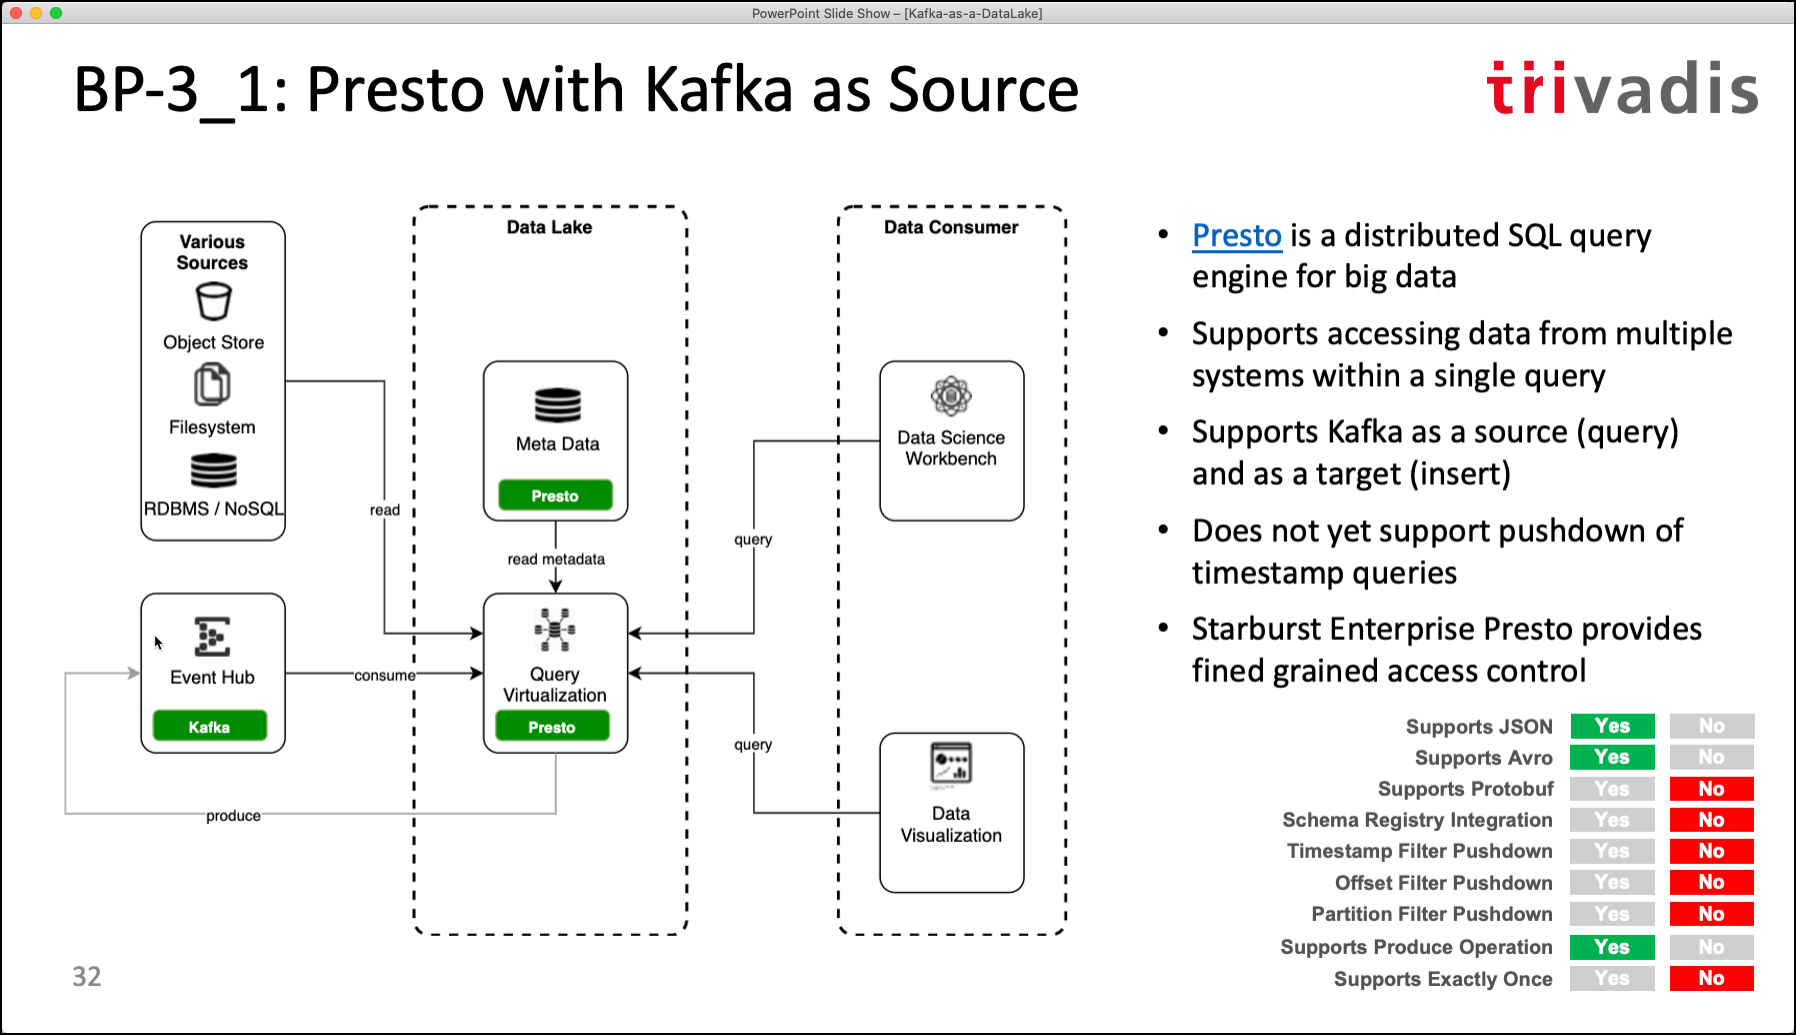 PowerPoint Slide Show – [Kafka-as-a-DataLake]
BP-3_1: Presto with Kafka as Source
trivadis
Various
Sources
Object Store
Filesystem
RDBMS / NoSQL
Event Hub
Kafka
read
consume
produce
Data Lake
Meta Data
Presto
read metadata
Query
Virtualization
Presto
query
query
Data Consumer
Data Science
Workbench
Data
Visualization
• Presto is a distributed SQL query
engine for big data
• Supports accessing data from multiple
systems within a single query
• Supports Kafka as a source (query)
and as a target (insert)
• Does not yet support pushdown of
timestamp queries
• Starburst Enterprise Presto provides
fined grained access control
Supports JSON Yes No
Supports Avro Yes No
Supports Protobuf Yes No
Schema Registry Integration Yes No
Timestamp Filter Pushdown Yes No
Offset Filter Pushdown Yes No
Partition Filter Pushdown Yes No
Supports Produce Operation Yes No
Supports Exactly Once Yes No
32